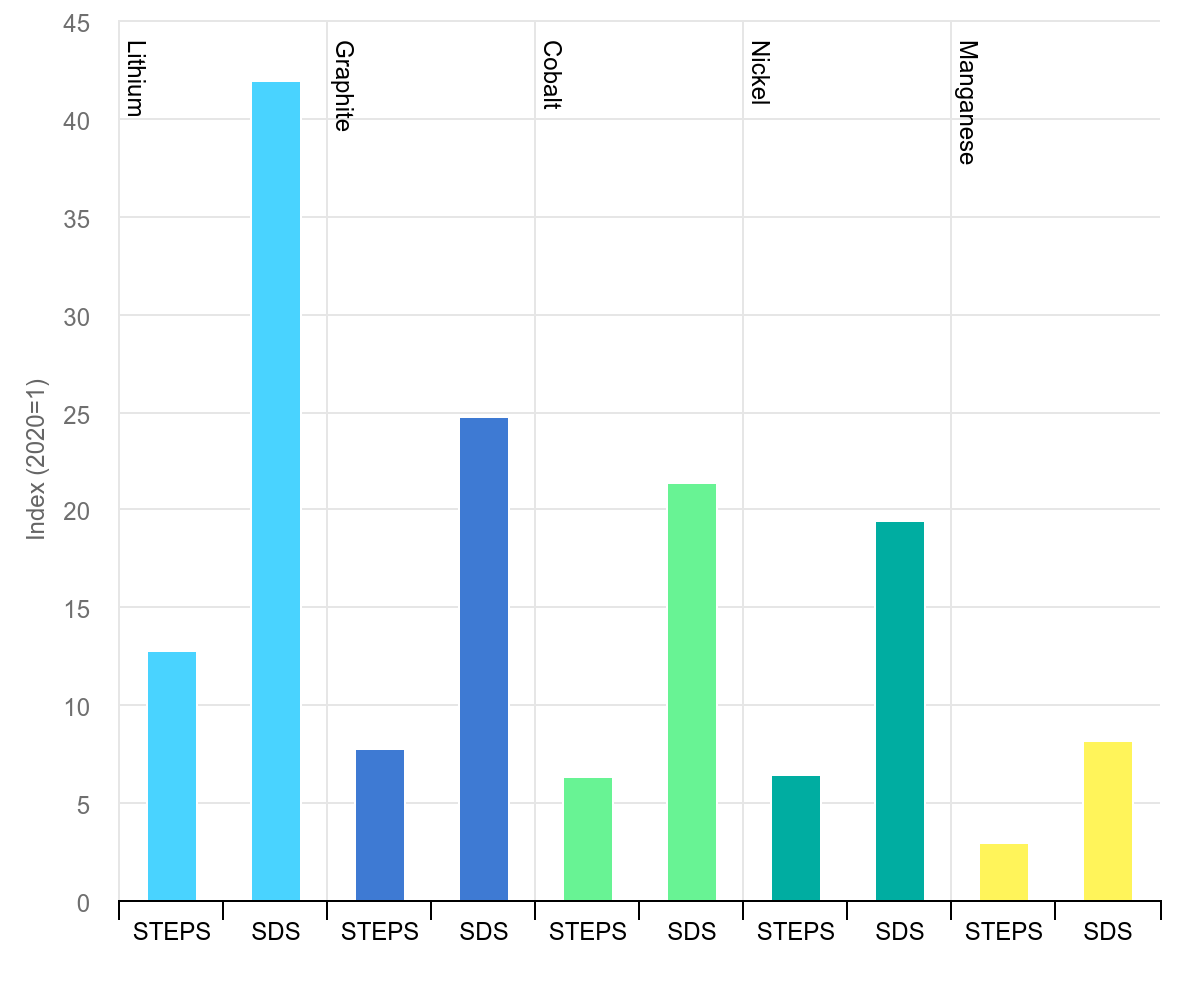 45
40
35
30
25
20
15
10
5
0
Index (2020=1)
Lithium
Graphite
Cobalt
Nickel
Manganese
STEPS SDS STEPS SDS STEPS SDS STEPS SDS STEPS SDS